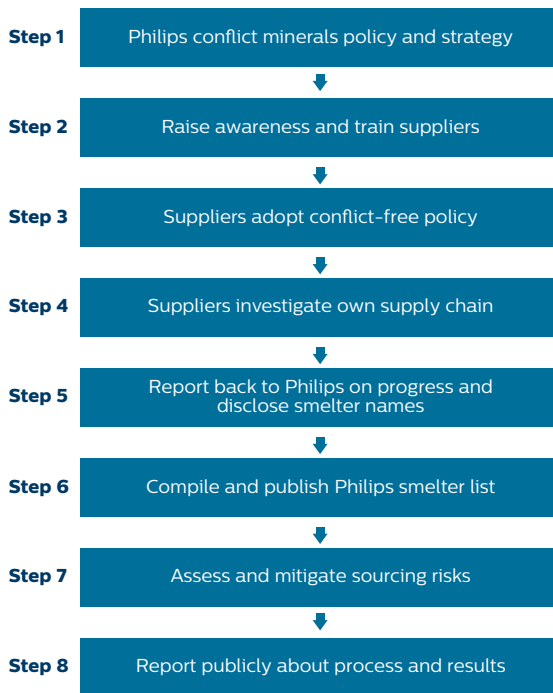 Step 1 Philips conflict minerals policy and strategy
Step 2 Raise awareness and train suppliers
Step 3 Suppliers adopt conflict-free policy
Step 4 Suppliers investigate own supply chain
Step 5 Report back to Philips on progress and
disclose smelter names
Step 6 Compile and publish Philips smelter list
Step 7 Assess and mitigate sourcing risks
Step 8 Report publicly about process and results